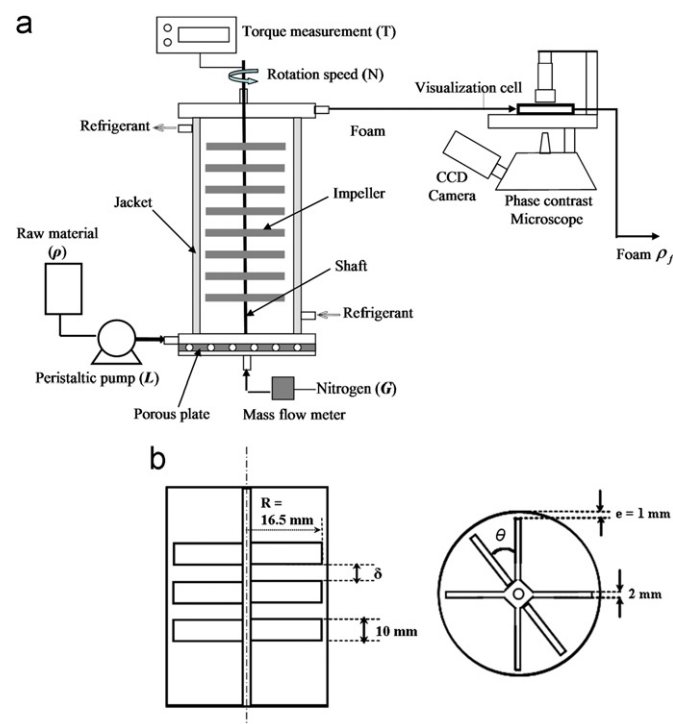 a
Torque measurement (T)
Rotation speed (N)
Visualization cell
Refrigerant
Foam
CCD
Camera
Phase contrast
Microscope
Jacket
Impeller
Raw material
(ρ)
Shaft
Foam ρf
Refrigerant
Peristaltic pump (L)
Nitrogen (G)
Porous plate
Mass flow meter
b
R =
16.5 mm
δ
10 mm
θ
e = 1 mm
2 mm